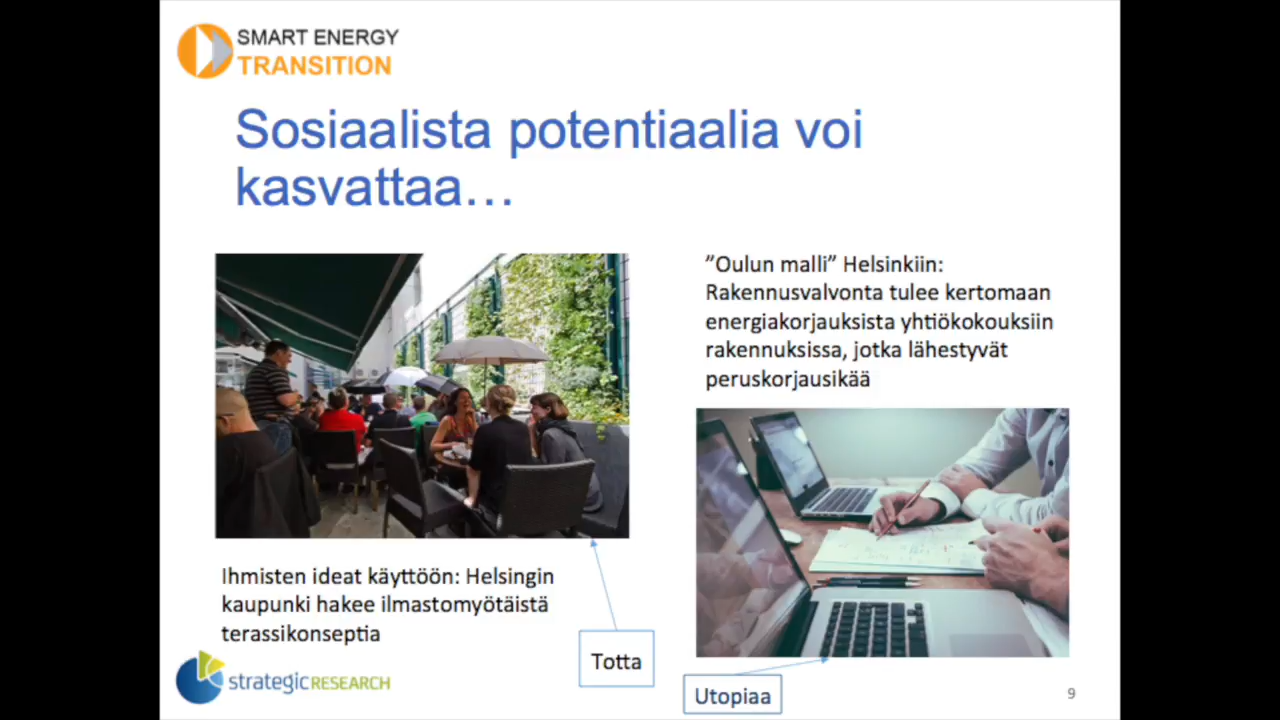 SMART ENERGY
TRANSITION
Sosiaalista potentiaalia voi
kasvattaa…
”Oulun malli” Helsinkiin:
Rakennusvalvonta tulee kertomaan
energiakorjauksista yhtiökokouksiin
rakennuksissa, jotka lähestyvät
peruskorjausikää
Ihmisten ideat käyttöön: Helsingin
kaupunki hakee ilmastomyötäistä
terassikonseptia
Totta
Utopiaa
strategicRESEARCH
9